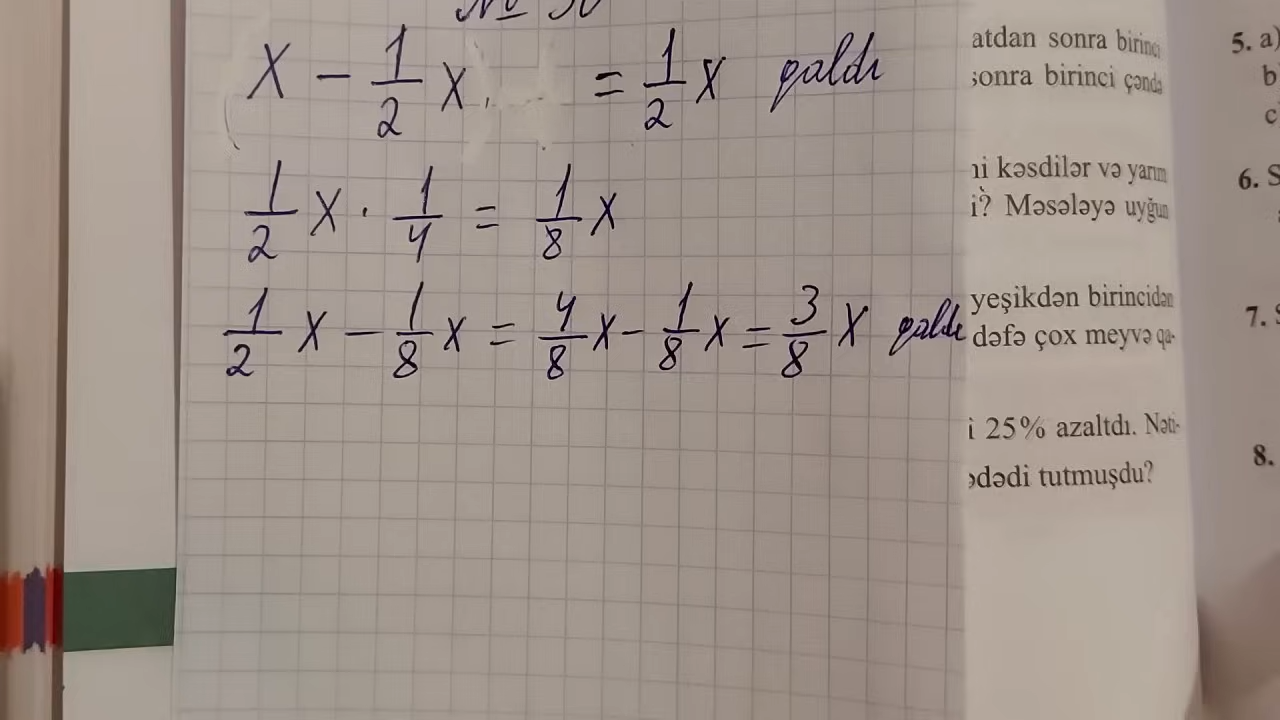 x - 1/2 x = 1/2 x qaldı
1/2 x · 1/4 = 1/8 x
1/2 x - 1/8 x = 4/8 x - 1/8 x = 3/8 x qaldı
atdan sonra birinci
sonra birinci çəndə
ni kəsdilər və yarım
i? Məsələyə uyğun
yeşikdən birincidən
dəfə çox meyvə qa-
i 25% azaltdı. Nəti-
ədədi tutmuşdu?
5. a)
b
c
6. S
7. S
8.